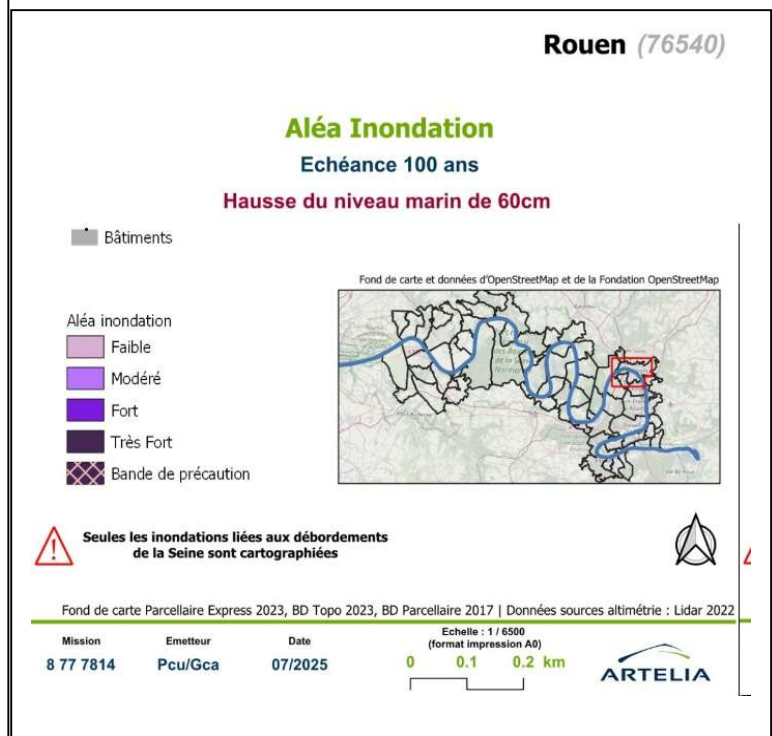 Rouen (76540)
Aléa Inondation
Echéance 100 ans
Hausse du niveau marin de 60cm
Bâtiments
Fond de carte et données d'OpenStreetMap et de la Fondation OpenStreetMap
Aléa inondation
Faible
Modéré
Fort
Très Fort
Bande de précaution
Seules les inondations liées aux débordements
de la Seine sont cartographiées
Fond de carte Parcellaire Express 2023, BD Topo 2023, BD Parcellaire 2017 | Données sources altimétrie : Lidar 2022
Mission Emetteur Date
8 77 7814 Pcu/Gca 07/2025
Echelle : 1 / 6500
(format impression A0)
0 0.1 0.2 km
ARTELIA